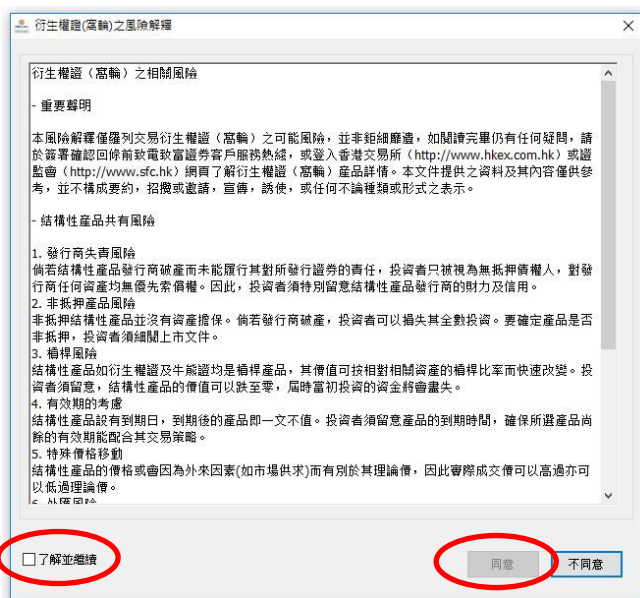 衍生權證(窩輪)之風險解釋
衍生權證（窩輪）之相關風險
- 重要聲明
本風險解釋僅羅列交易衍生權證（窩輪）之可能風險，並非鉅細靡遺，如閱讀完畢仍有任何疑問，請
於簽署確認回條前致電致富證券客戶服務熱綫，或登入香港交易所（http://www.hkex.com.hk）或證
監會（http://www.sfc.hk）網頁了解衍生權證（窩輪）産品詳情。本文件提供之資料及其內容僅供參
考，並不構成要約，招攬或邀請，宣傳，誘使，或任何不論種類或形式之表示。
- 結構性産品共有風險
1. 發行商失責風險
倘若結構性產品發行商破產而未能履行其對所發行證券的責任，投資者只被視為無抵押債權人，對發
行商任何資產均無優先索償權。因此，投資者須特別留意結構性產品發行商的財力及信用。
2. 非抵押產品風險
非抵押結構性產品並沒有資產擔保。倘若發行商破產，投資者可以損失其全數投資。要確定產品是否
非抵押，投資者須細閱上市文件。
3. 槓桿風險
結構性產品如衍生權證及牛熊證均是槓桿產品，其價值可按相對相關資產的槓桿比率而快速改變。投
資者須留意，結構性產品的價值可以跌至零，屆時當初投資的資金將會盡失。
4. 有效期的考慮
結構性產品設有到期日，到期後的產品即一文不值。投資者須留意產品的到期時間，確保所選產品尚
餘的有效期能配合其交易策略。
5. 特殊價格移動
結構性產品的價格或會因為外來因素(如市場供求)而有別於其理論價，因此實際成交價可以高過亦可
以低過理論價。
6. 外匯風險
了解並繼續
同意
不同意